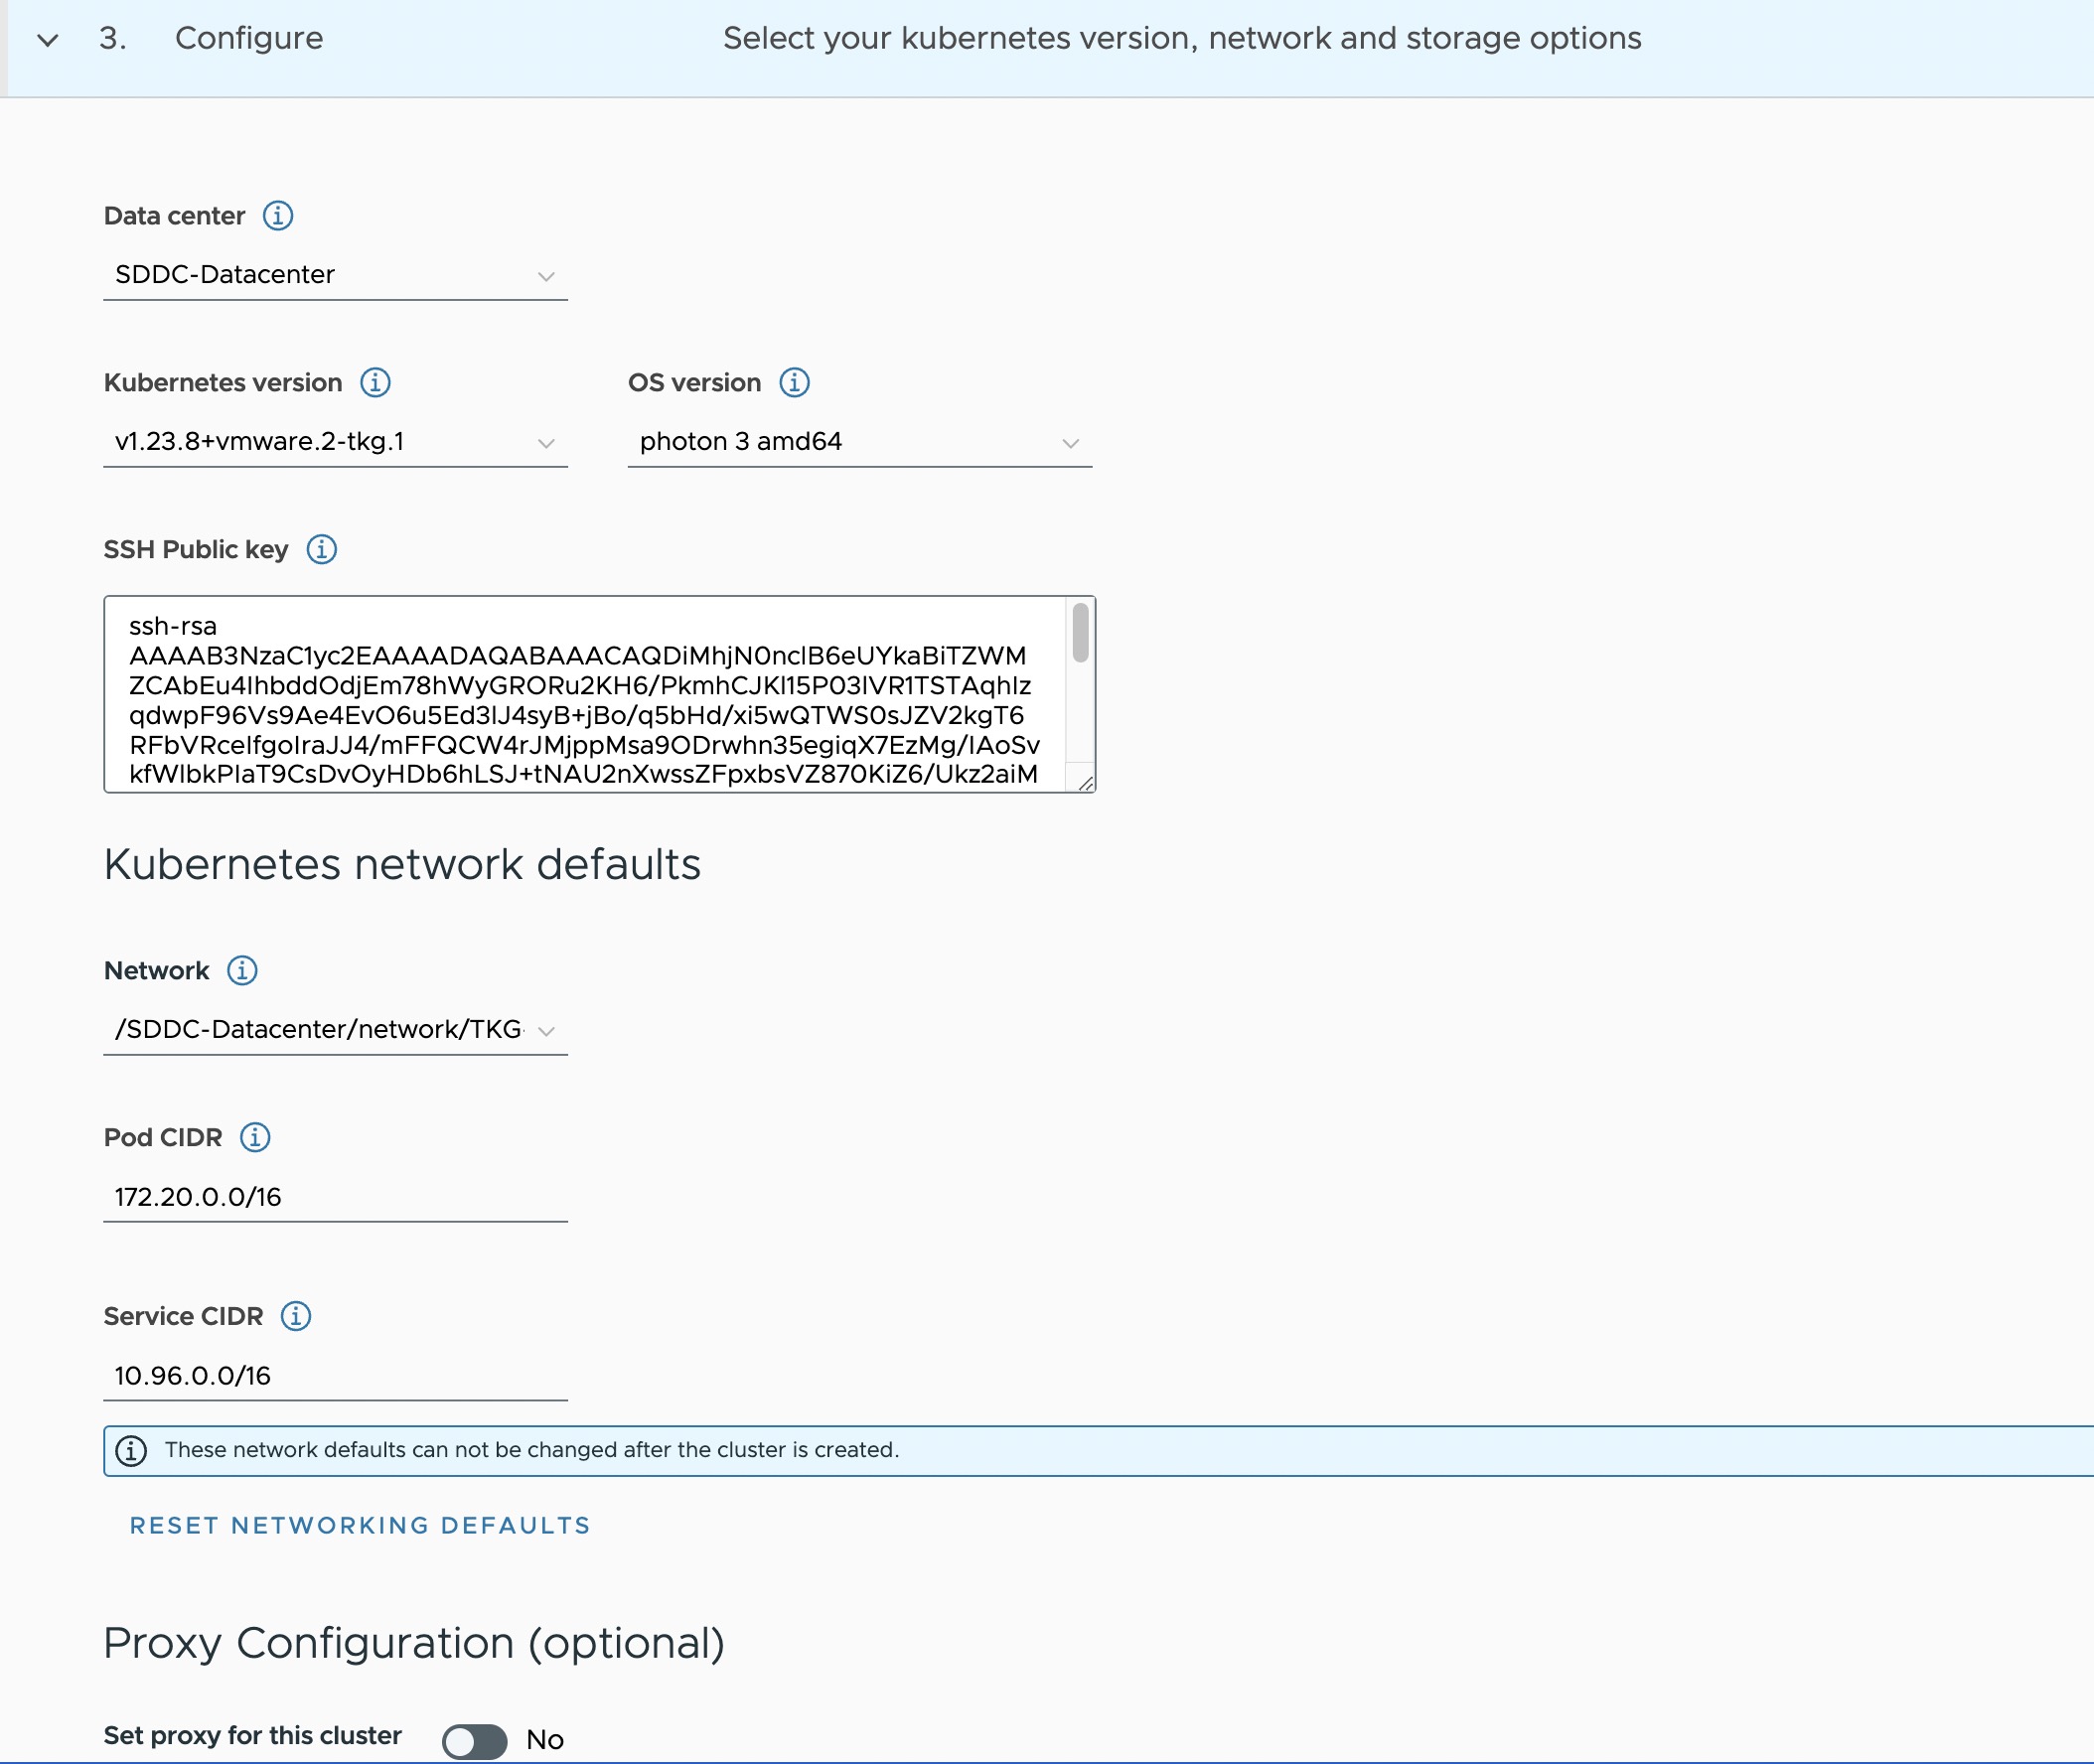 3. Configure Select your kubernetes version, network and storage options
Data center
SDDC-Datacenter
Kubernetes version OS version
v1.23.8+vmware.2-tkg.1 photon 3 amd64
SSH Public key
ssh-rsa
AAAAB3NzaC1yc2EAAAADAQABAAACAQDiMhjN0nclB6eUYkaBiTZWM
ZCAbEu4IhbddOdjEm78hWyGRORu2KH6/PkmhCJKl15P03lVR1TSTAqhIz
qdwpF96Vs9Ae4EvO6u5Ed3lJ4syB+jBo/q5bHd/xi5wQTWS0sJZV2kgT6
RFbVRcelfgoIraJJ4/mFFQCW4rJMjppMsa9ODrwhn35egiqX7EzMg/IAoSv
kfWlbkPlaT9CsDvOyHDb6hLSJ+tNAU2nXwssZFpxbsVZ870KiZ6/Ukz2aiM
Kubernetes network defaults
Network
/SDDC-Datacenter/network/TKG
Pod CIDR
172.20.0.0/16
Service CIDR
10.96.0.0/16
These network defaults can not be changed after the cluster is created.
RESET NETWORKING DEFAULTS
Proxy Configuration (optional)
Set proxy for this cluster No